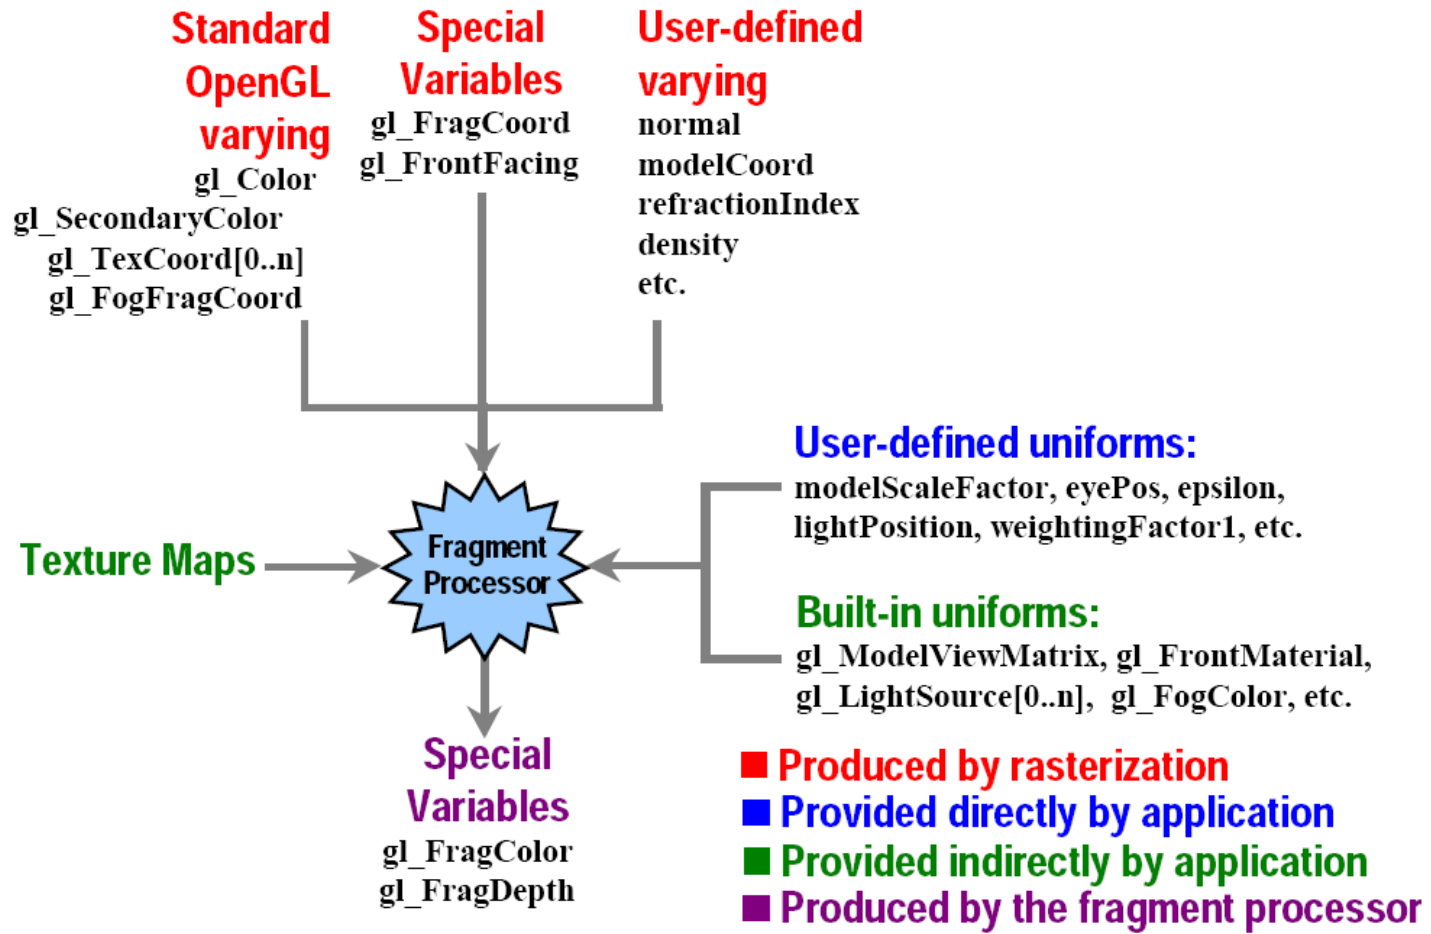 Standard
OpenGL
varying
gl_Color
gl_SecondaryColor
gl_TexCoord[0..n]
gl_FogFragCoord
Special
Variables
gl_FragCoord
gl_FrontFacing
User-defined
varying
normal
modelCoord
refractionIndex
density
etc.
Texture Maps
Fragment
Processor
User-defined uniforms:
modelScaleFactor, eyePos, epsilon,
lightPosition, weightingFactor1, etc.
Built-in uniforms:
gl_ModelViewMatrix, gl_FrontMaterial,
gl_LightSource[0..n], gl_FogColor, etc.
Special
Variables
gl_FragColor
gl_FragDepth
Produced by rasterization
Provided directly by application
Provided indirectly by application
Produced by the fragment processor